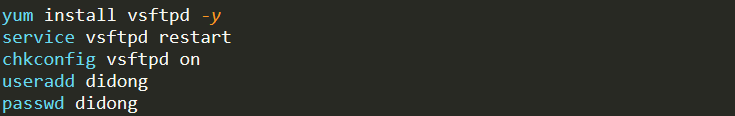 yum install vsftpd -y
service vsftpd restart
chkconfig vsftpd on
useradd didong
passwd didong